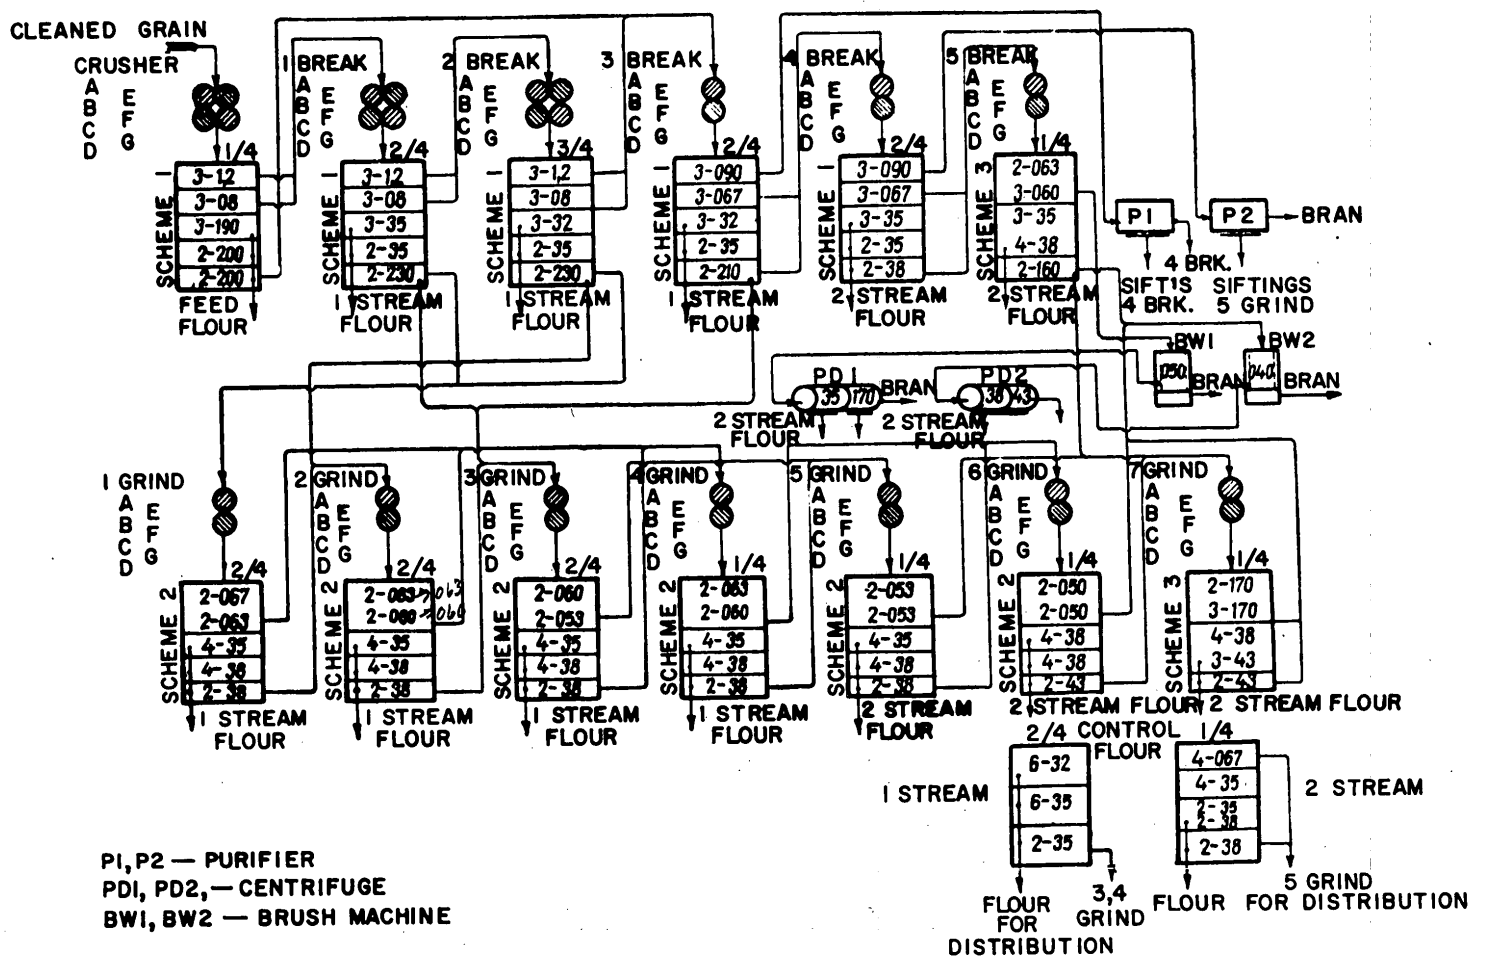 CLEANED GRAIN
CRUSHER
A
B
C
D
E
F
G
1/4
SCHEME 1
3-1,2
3-08
3-190
2-200
2-200
FEED
FLOUR
1 BREAK
A
B
C
D
E
F
G
2/4
SCHEME 1
3-1,2
3-08
3-35
2-35
2-230
1 STREAM
FLOUR
2 BREAK
A
B
C
D
E
F
G
3/4
SCHEME 1
3-1,2
3-08
3-32
2-35
2-230
1 STREAM
FLOUR
3 BREAK
A
B
C
D
E
F
G
2/4
SCHEME 1
3-090
3-067
3-32
2-35
2-210
1 STREAM
FLOUR
4 BREAK
A
B
C
D
E
F
G
2/4
SCHEME 1
3-090
3-067
3-35
2-35
2-38
2 STREAM
FLOUR
5 BREAK
A
B
C
D
E
F
G
1/4
SCHEME 3
2-063
3-060
3-35
4-38
2-160
2 STREAM
FLOUR
P1
P2
BRAN
4 BRK.
SIFT'S
4 BRK.
SIFTINGS
5 GRIND
BW1
050
BRAN
BW2
040
BRAN
PD1
35
170
BRAN
2 STREAM
FLOUR
PD2
38
43
2 STREAM
FLOUR
1 GRIND
A
B
C
D
E
F
G
2/4
SCHEME 2
2-067
2-063
4-35
4-38
2-38
1 STREAM
FLOUR
2 GRIND
A
B
C
D
E
F
G
2/4
SCHEME 2
2-063 063
2-060 060
4-35
4-38
2-38
1 STREAM
FLOUR
3 GRIND
A
B
C
D
E
F
G
2/4
SCHEME 2
2-060
2-053
4-35
4-38
2-38
1 STREAM
FLOUR
4 GRIND
A
B
C
D
E
F
G
1/4
SCHEME 2
2-063
2-060
4-35
4-38
2-38
1 STREAM
FLOUR
5 GRIND
A
B
C
D
E
F
G
1/4
SCHEME 2
2-053
2-053
4-35
4-38
2-38
2 STREAM
FLOUR
6 GRIND
A
B
C
D
E
F
G
1/4
SCHEME 2
2-050
2-050
4-38
4-38
2-43
2 STREAM FLOUR
7 GRIND
A
B
C
D
E
F
G
1/4
SCHEME 3
2-170
3-170
4-38
3-43
2-43
2 STREAM FLOUR
CONTROL
FLOUR
1 STREAM
2/4
6-32
6-35
2-35
FLOUR
FOR
DISTRIBUTION
3,4
GRIND
1/4
4-067
4-35
2-35
2-38
2-38
2 STREAM
FLOUR
5 GRIND
FOR DISTRIBUTION
P1, P2 — PURIFIER
PD1, PD2, — CENTRIFUGE
BW1, BW2 — BRUSH MACHINE